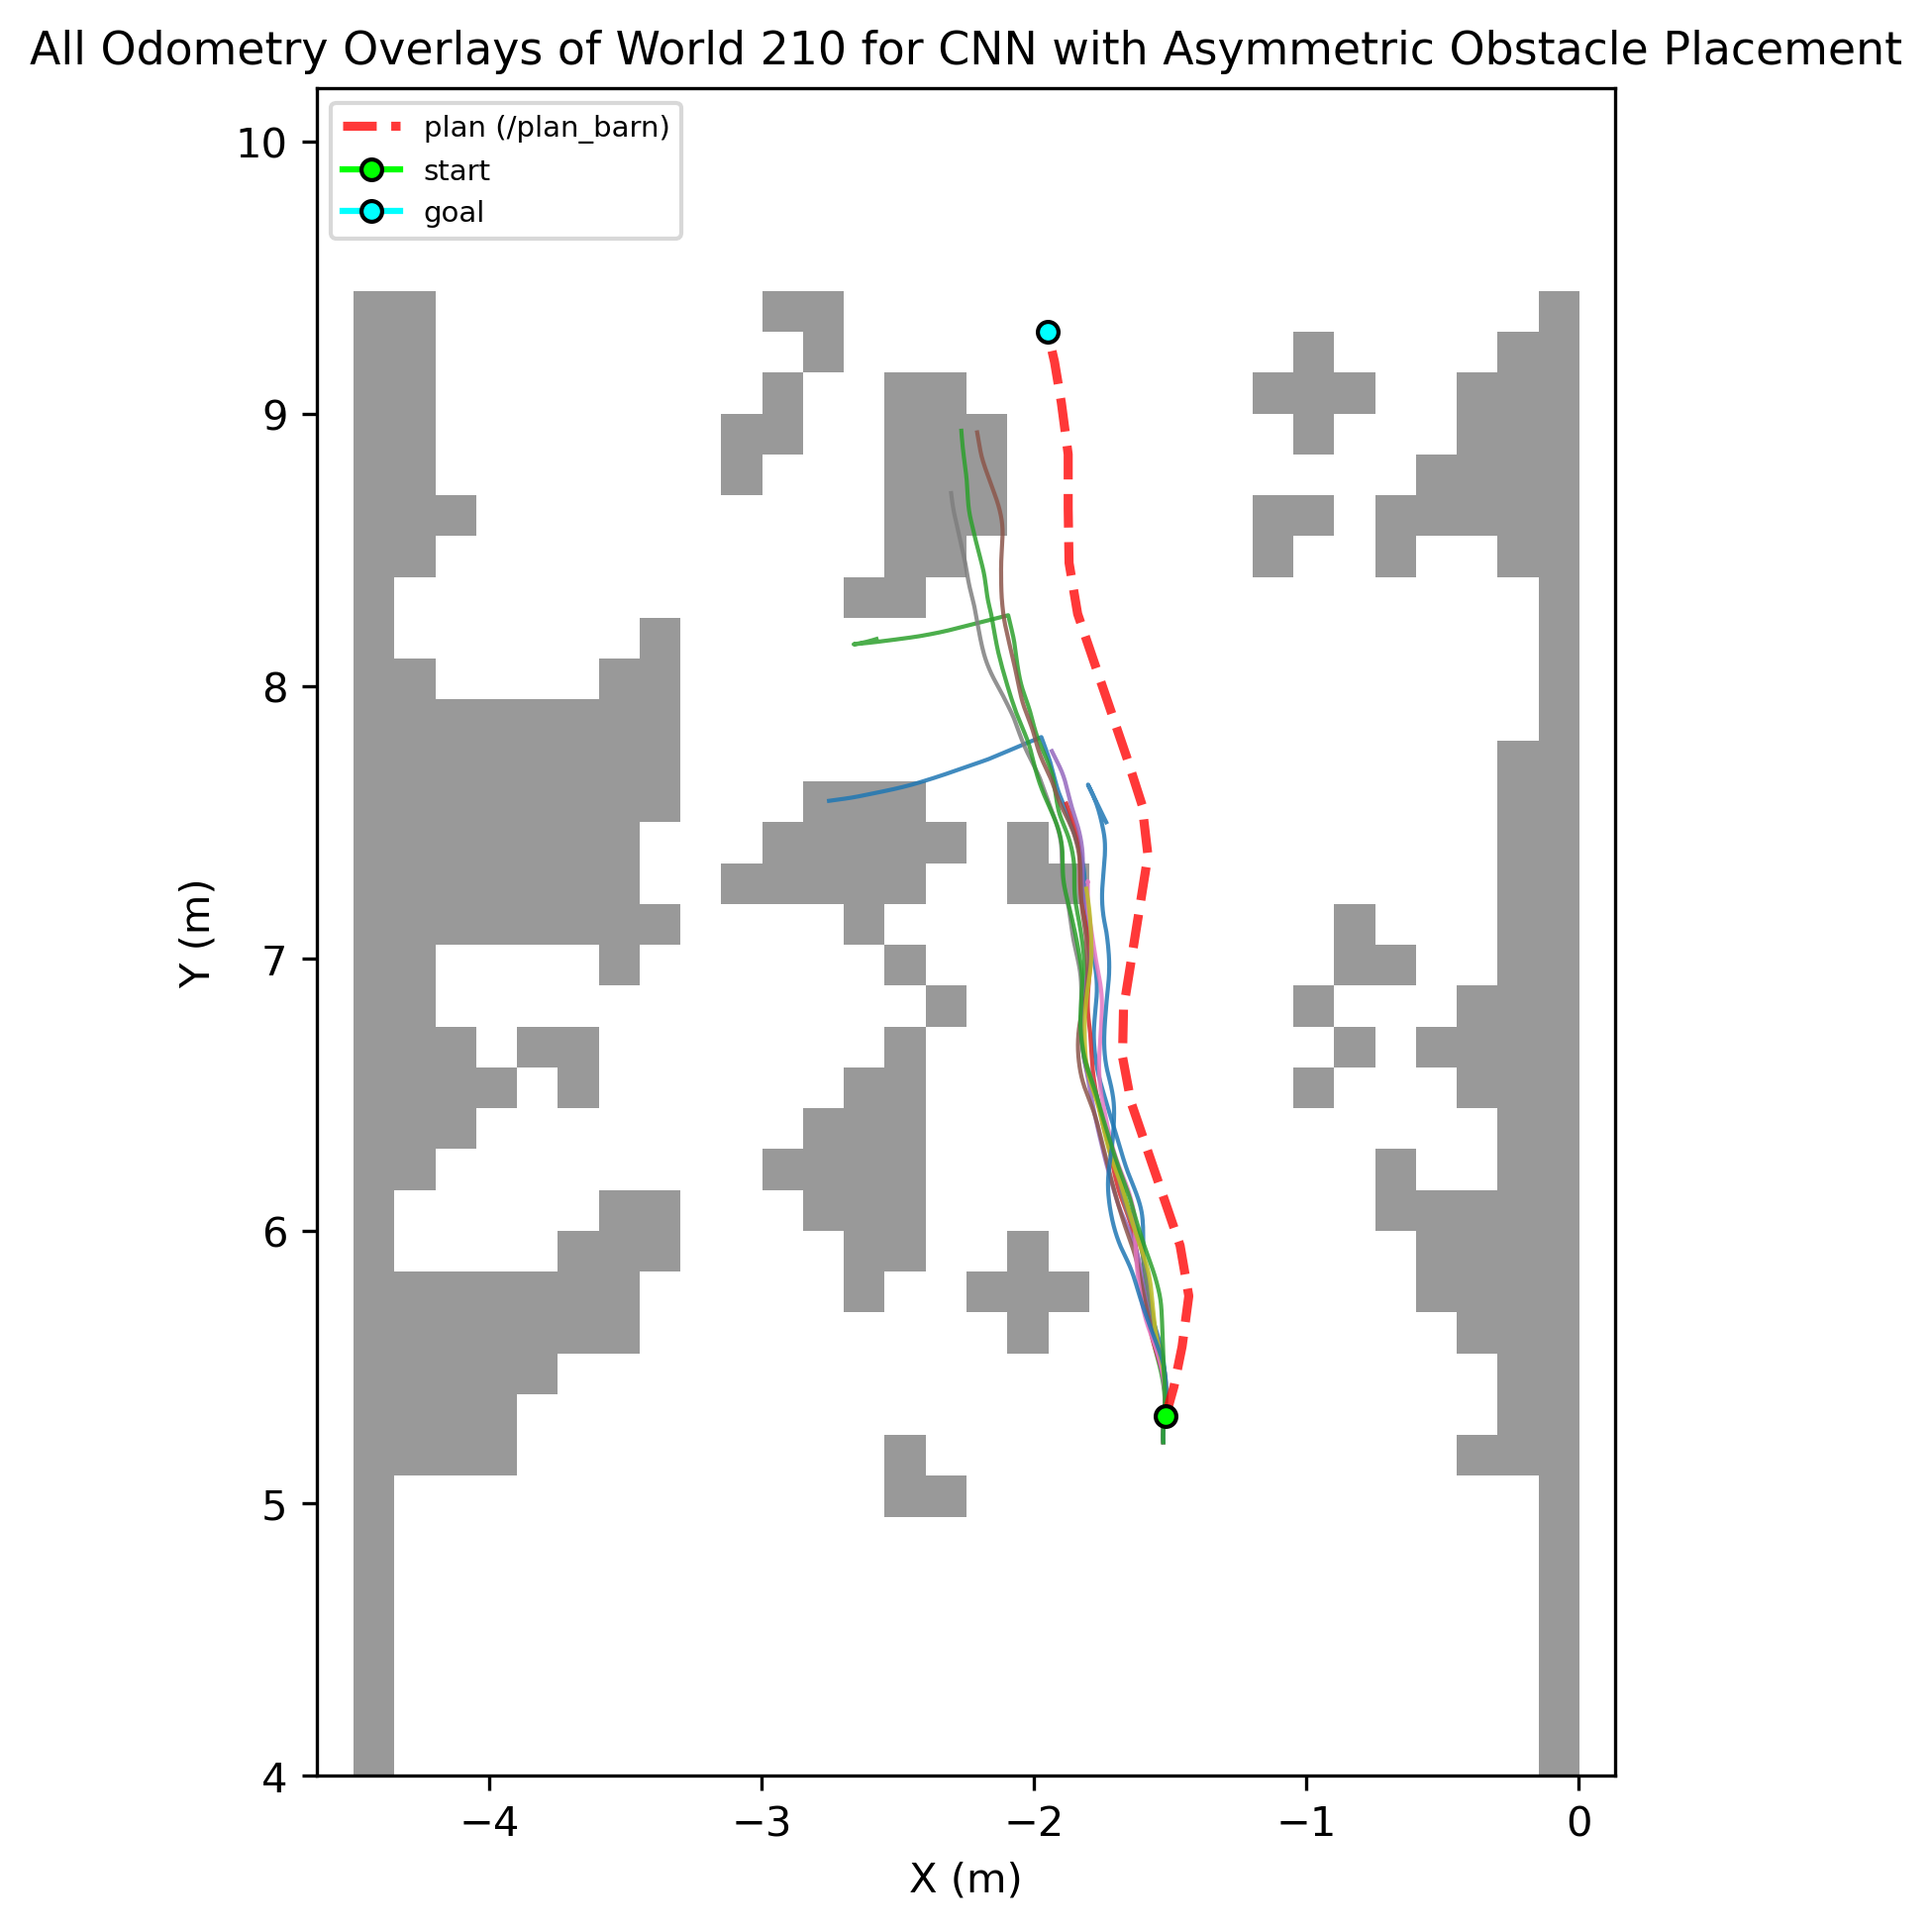 All Odometry Overlays of World 210 for CNN with Asymmetric Obstacle Placement
plan (/plan_barn)
start
goal
10
9
8
7
6
5
4
Y (m)
−4
−3
−2
−1
0
X (m)